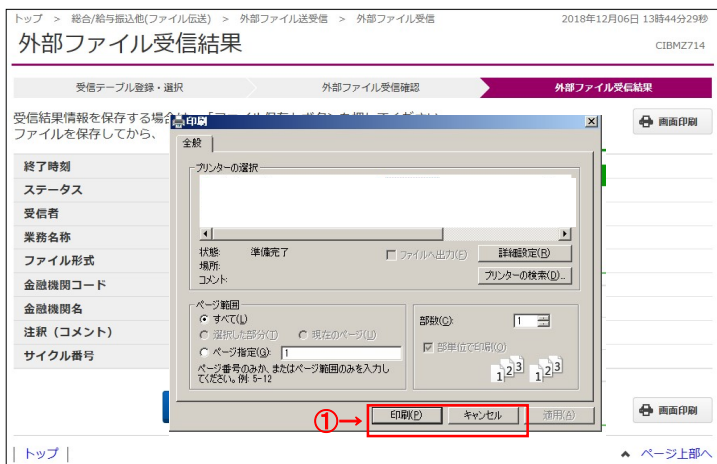 トップ > 総合/給与振込他(ファイル伝送) > 外部ファイル送受信 > 外部ファイル受信
2018年12月06日 13時44分29秒
外部ファイル受信結果
CIBMZ714
受信テーブル登録・選択
外部ファイル受信確認
外部ファイル受信結果
受信結果情報を保存する場合
ファイルを保存してから、
画面印刷
終了時刻
ステータス
受信者
業務名称
ファイル形式
金融機関コード
金融機関名
注釈（コメント）
サイクル番号
印刷
全般
プリンターの選択
状態: 準備完了
場所:
コメント:
ファイルへ出力(F)
詳細設定(R)
プリンターの検索(D)...
ページ範囲
すべて(L)
選択した部分(T)
現在のページ(U)
ページ指定(G): 1
ページ番号のみか、またはページ範囲のみを入力し
てください。例: 5-12
部数(C): 1
部単位で印刷(O)
1 2 3 1 2 3
①→
印刷(P)
キャンセル
適用(A)
画面印刷
| トップ |
ページ上部へ